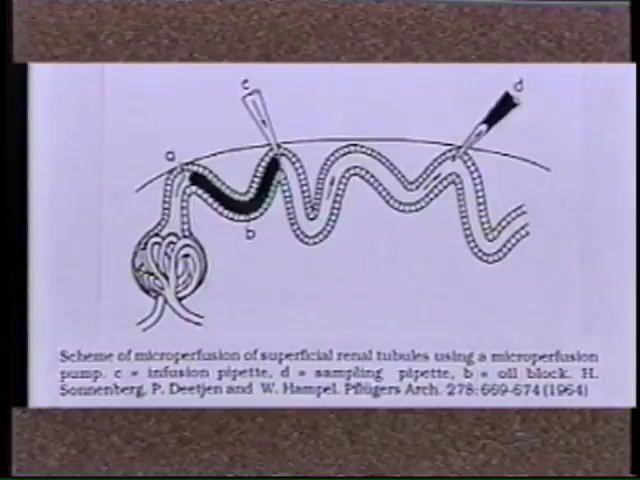 c
d
a
b
Scheme of microperfusion of superficial renal tubules using a microperfusion
pump. c = infusion pipette, d = sampling pipette, b = oil block. H.
Sonnenberg, P. Deetjen and W. Hampel. Pflügers Arch. 278:669-674 (1964)